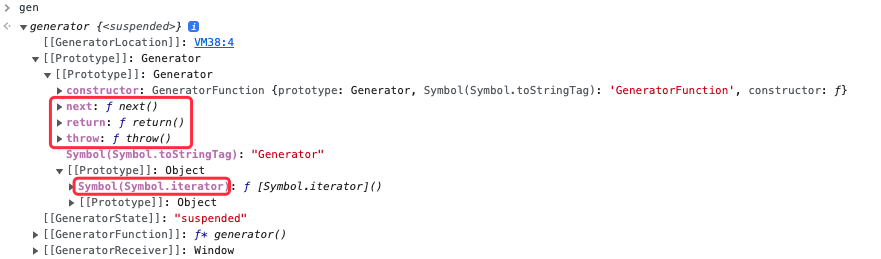 gen
generator {<suspended>} i
[[GeneratorLocation]]: VM38:4
[[Prototype]]: Generator
[[Prototype]]: Generator
constructor: GeneratorFunction {prototype: Generator, Symbol(Symbol.toStringTag): 'GeneratorFunction', constructor: ƒ}
next: ƒ next()
return: ƒ return()
throw: ƒ throw()
Symbol(Symbol.toStringTag): "Generator"
[[Prototype]]: Object
Symbol(Symbol.iterator): ƒ [Symbol.iterator]()
[[Prototype]]: Object
[[GeneratorState]]: "suspended"
[[GeneratorFunction]]: ƒ* generator()
[[GeneratorReceiver]]: Window